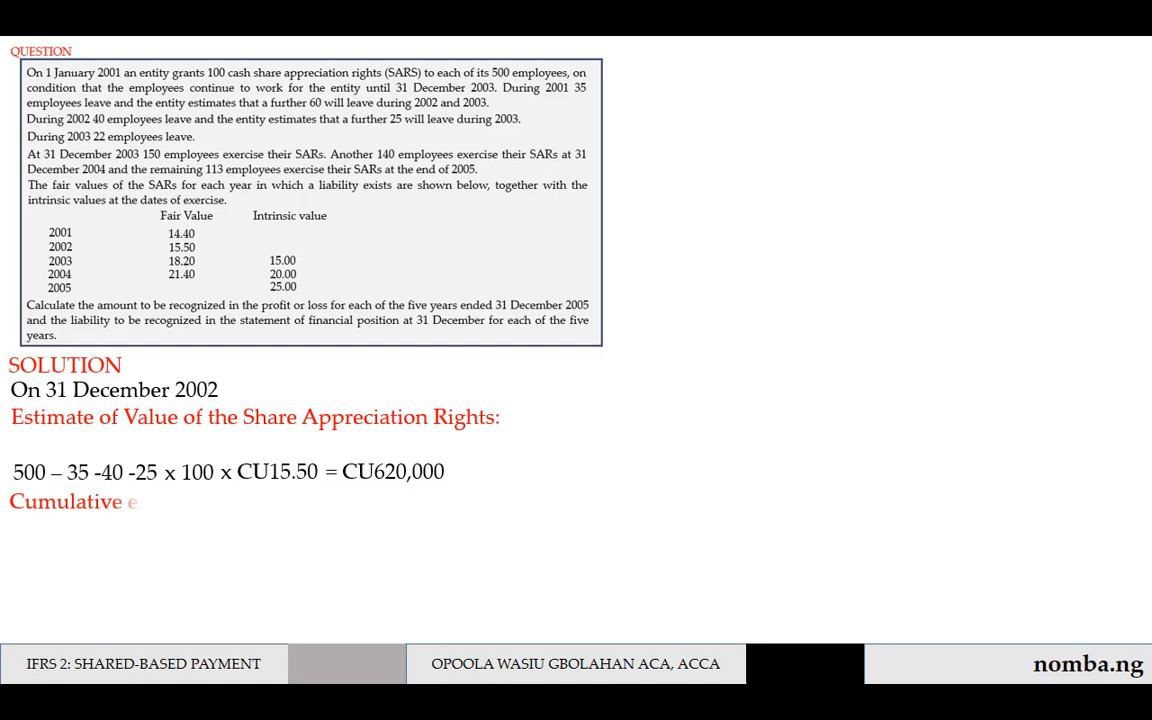 QUESTION
On 1 January 2001 an entity grants 100 cash share appreciation rights (SARS) to each of its 500 employees, on
condition that the employees continue to work for the entity until 31 December 2003. During 2001 35
employees leave and the entity estimates that a further 60 will leave during 2002 and 2003.
During 2002 40 employees leave and the entity estimates that a further 25 will leave during 2003.
During 2003 22 employees leave.
At 31 December 2003 150 employees exercise their SARs. Another 140 employees exercise their SARs at 31
December 2004 and the remaining 113 employees exercise their SARs at the end of 2005.
The fair values of the SARs for each year in which a liability exists are shown below, together with the
intrinsic values at the dates of exercise.
Fair Value Intrinsic value
2001 14.40
2002 15.50
2003 18.20 15.00
2004 21.40 20.00
2005 25.00
Calculate the amount to be recognized in the profit or loss for each of the five years ended 31 December 2005
and the liability to be recognized in the statement of financial position at 31 December for each of the five
years.
SOLUTION
On 31 December 2002
Estimate of Value of the Share Appreciation Rights:
500 – 35 -40 -25 x 100 x CU15.50 = CU620,000
Cumulative e
IFRS 2: SHARED-BASED PAYMENT OPOOLA WASIU GBOLAHAN ACA, ACCA nomba.ng